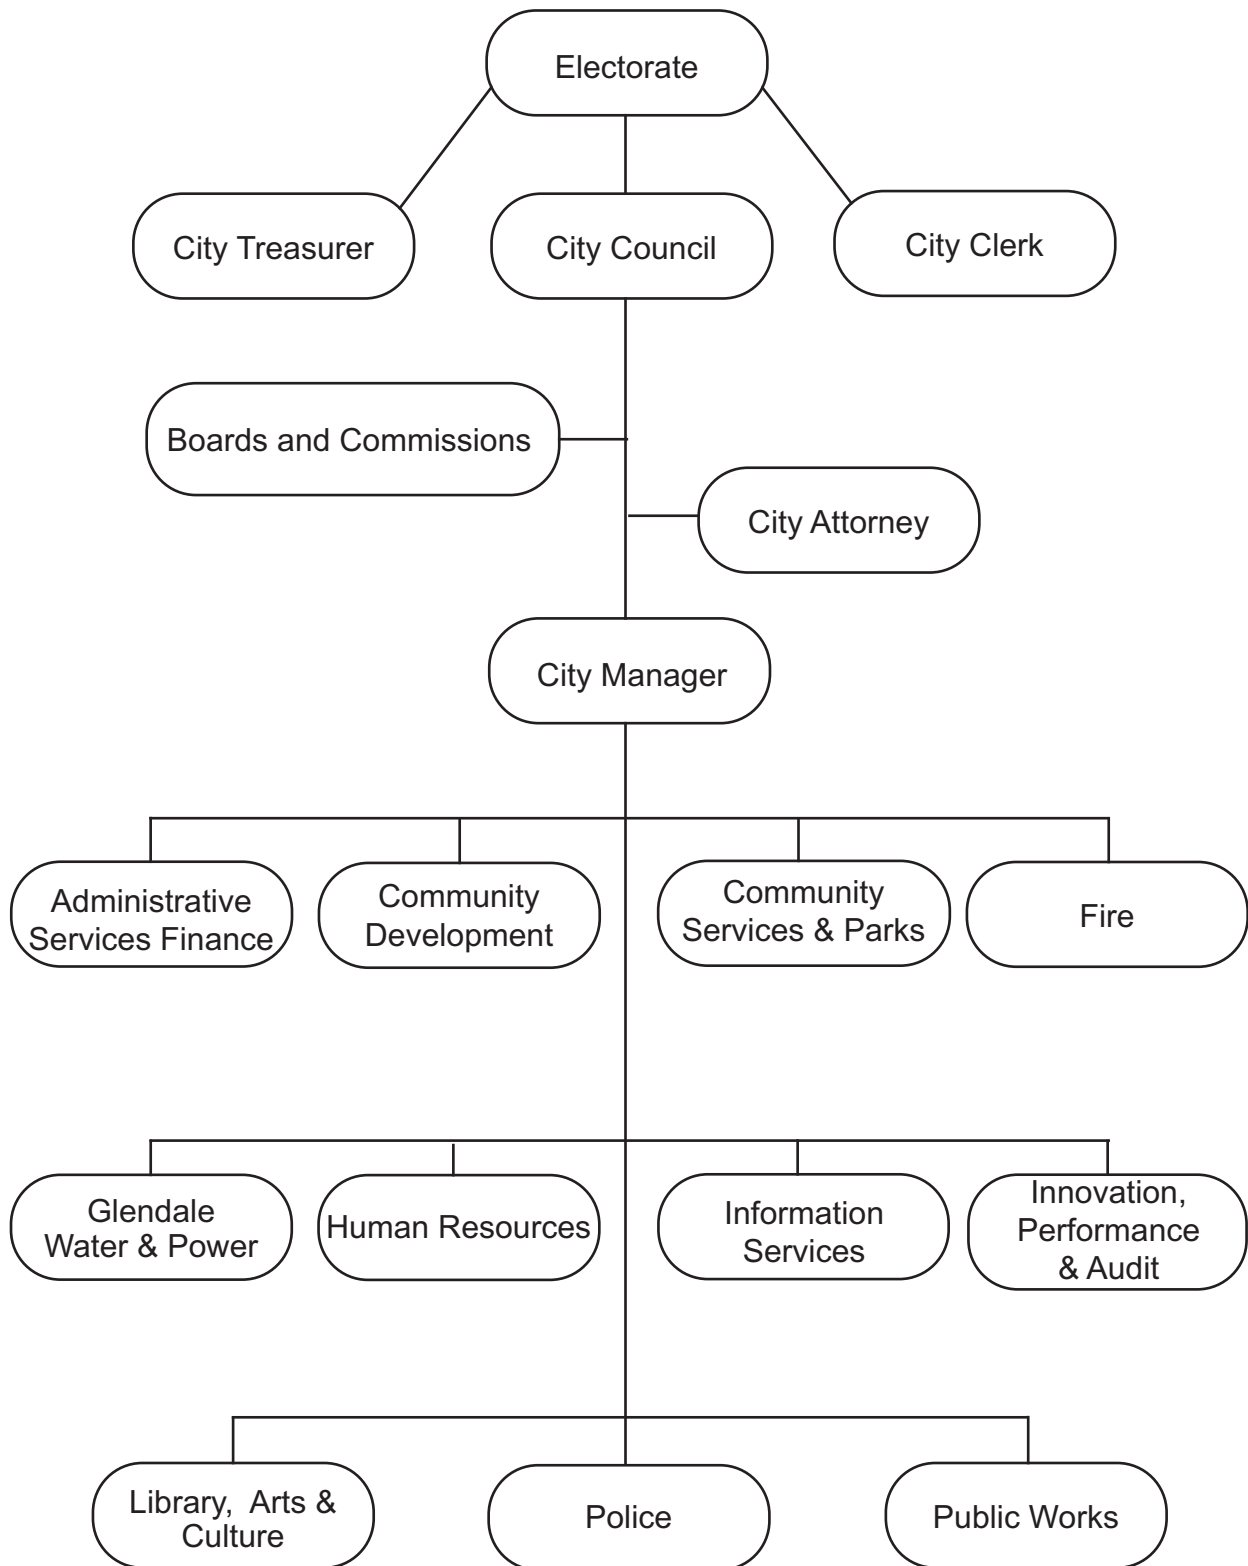 Electorate
City Treasurer
City Council
City Clerk
Boards and Commissions
City Attorney
City Manager
Administrative
Services Finance
Community
Development
Community
Services & Parks
Fire
Glendale
Water & Power
Human Resources
Information
Services
Innovation,
Performance
& Audit
Library,  Arts &
Culture
Police
Public Works